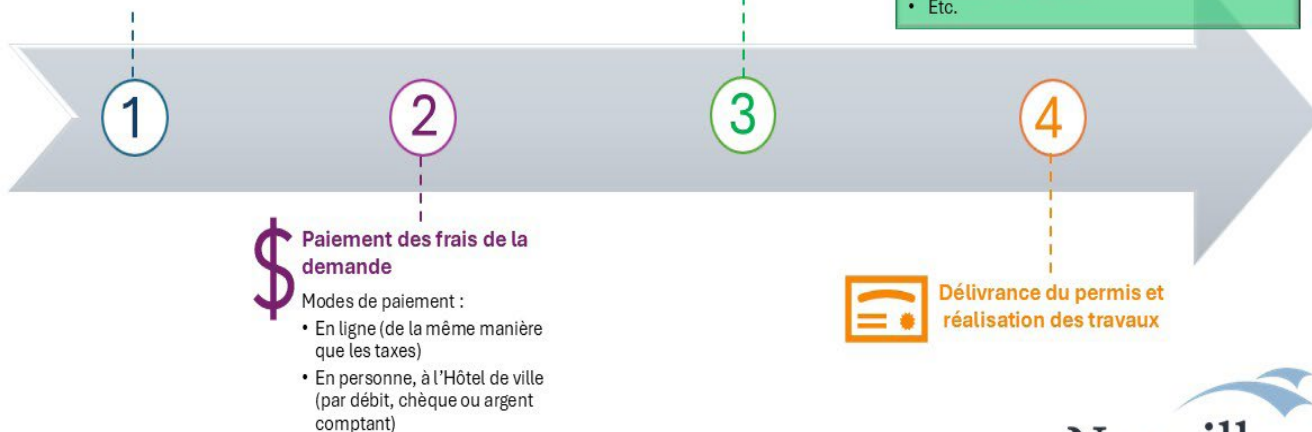 • Etc.
1
2
3
4
$
Paiement des frais de la
demande
Modes de paiement :
• En ligne (de la même manière
que les taxes)
• En personne, à l'Hôtel de ville
(par débit, chèque ou argent
comptant)
Délivrance du permis et
réalisation des travaux